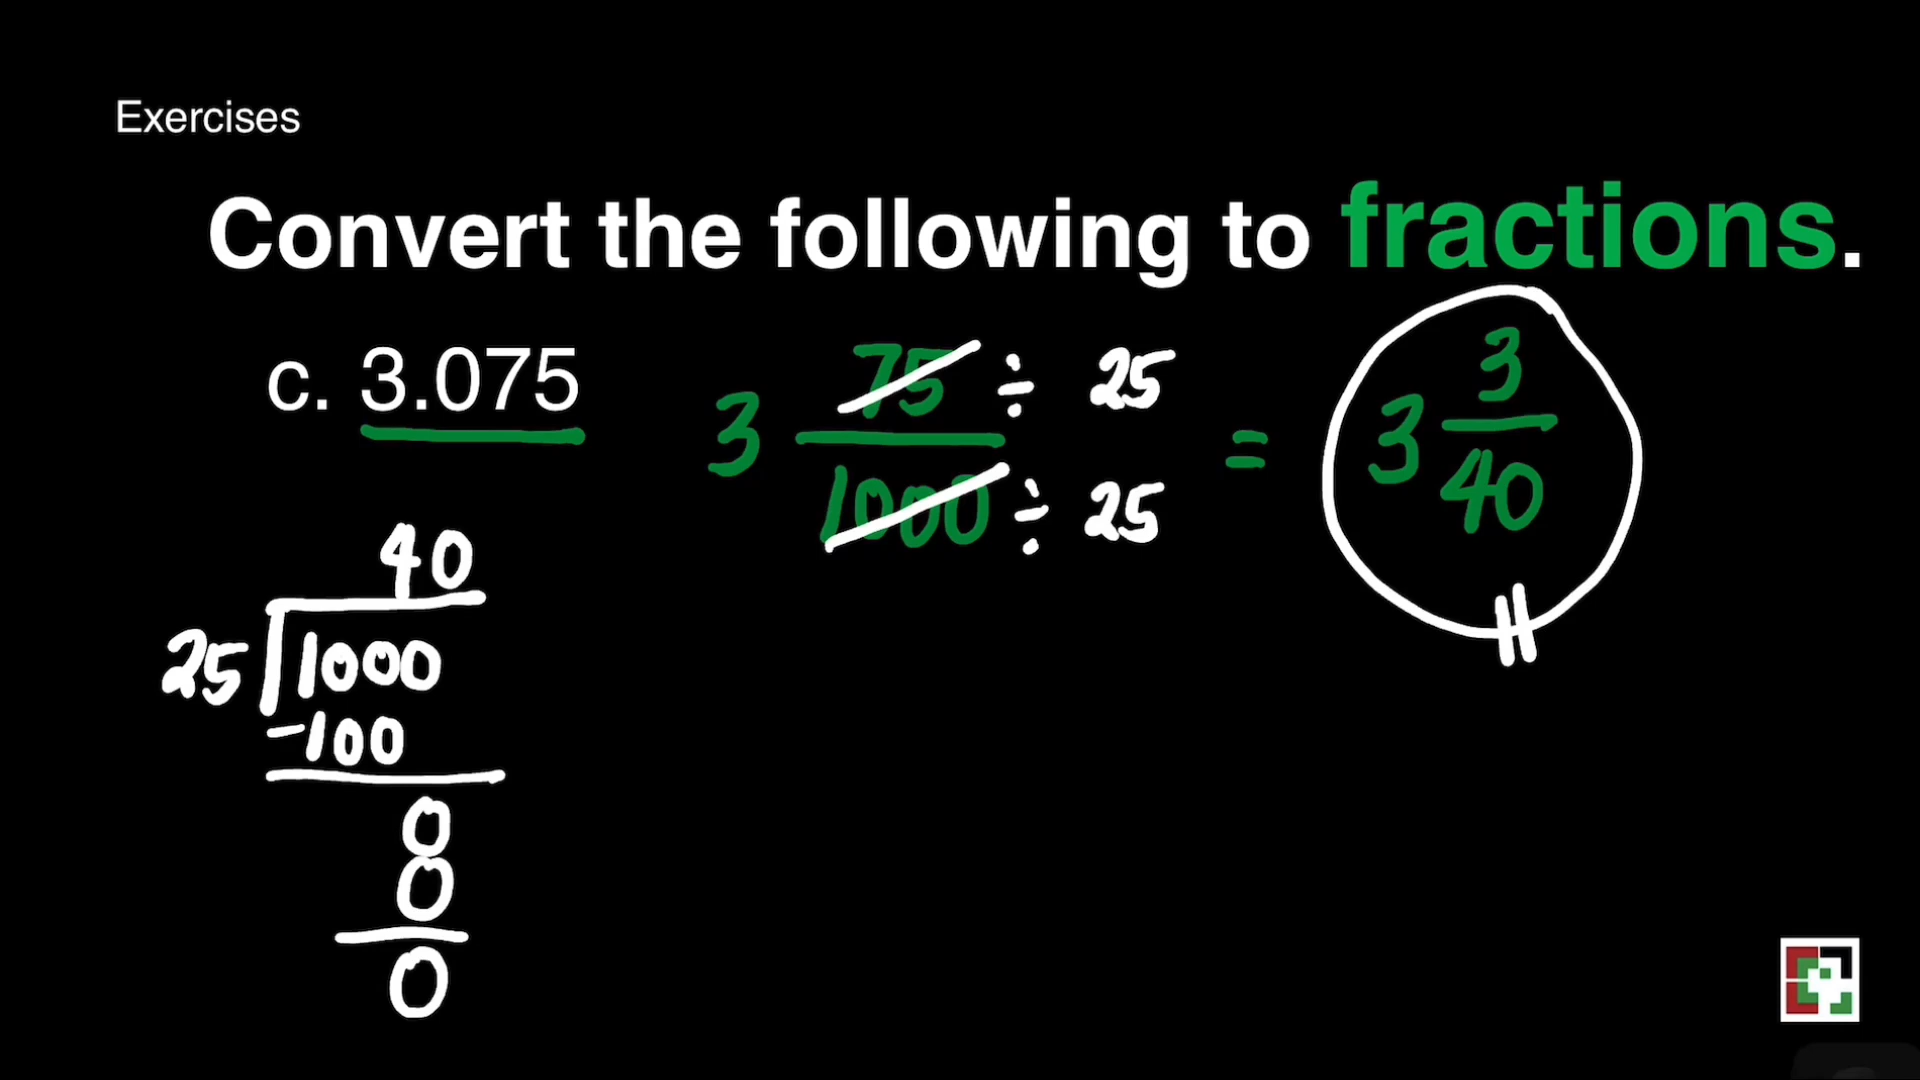 Exercises
Convert the following to fractions.
c. 3.075
3 75/1000 ÷ 25 ÷ 25 = 3 3/40
40
25 1000
-100
0
0
0